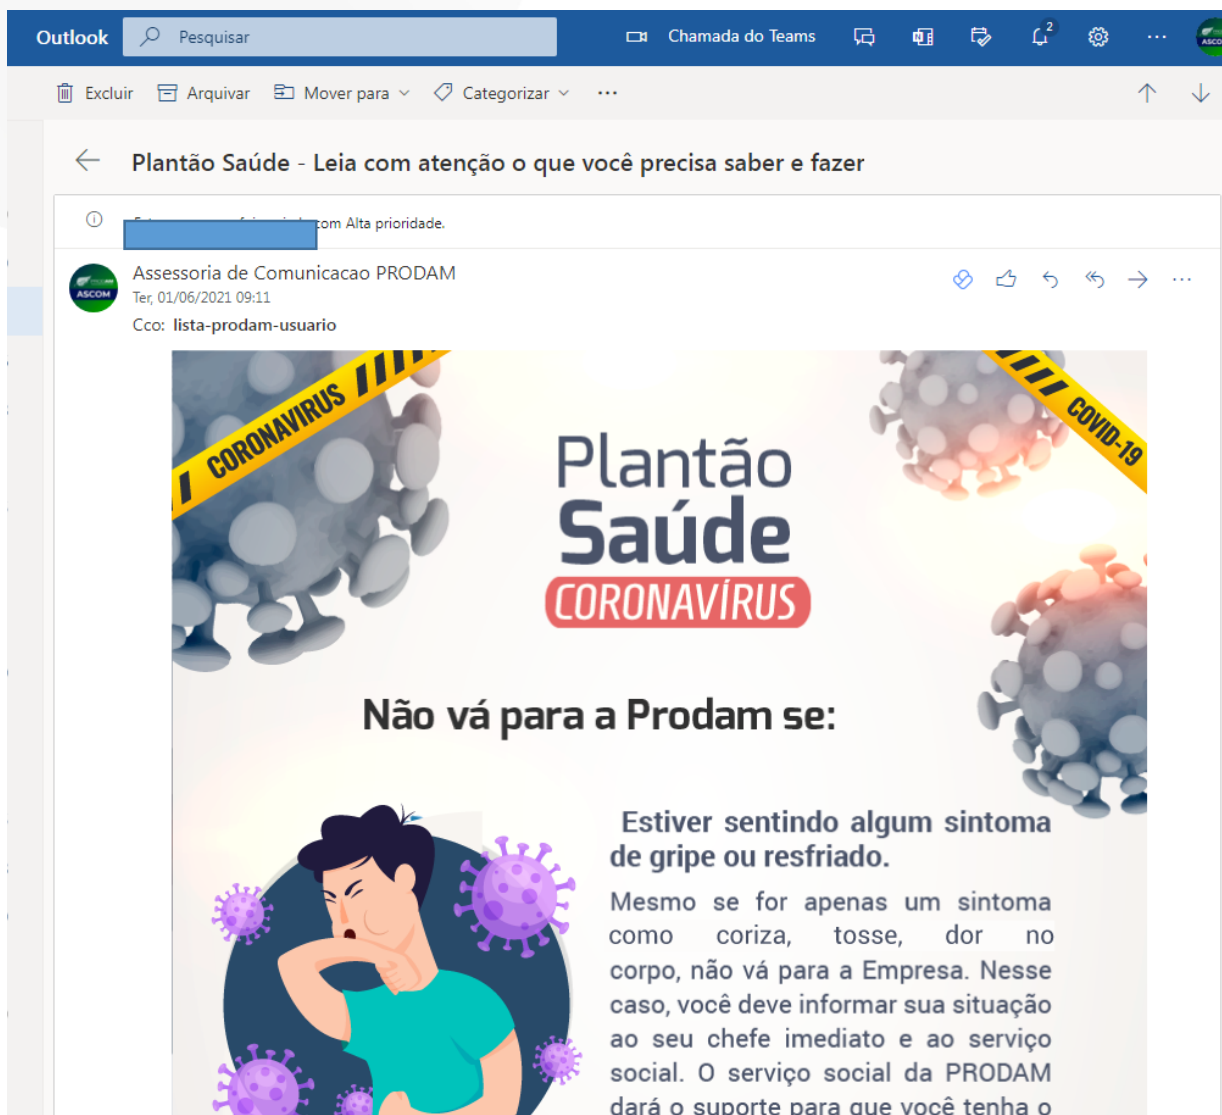 Outlook
Pesquisar
Chamada do Teams
2
Excluir
Arquivar
Mover para
Categorizar
Plantão Saúde - Leia com atenção o que você precisa saber e fazer
com Alta prioridade.
ASCOM
Assessoria de Comunicacao PRODAM
Ter, 01/06/2021 09:11
Cco: lista-prodam-usuario
CORONAVIRUS
COVID-19
Plantão
Saúde
CORONAVÍRUS
Não vá para a Prodam se:
Estiver sentindo algum sintoma
de gripe ou resfriado.
Mesmo se for apenas um sintoma
como coriza, tosse, dor no
corpo, não vá para a Empresa. Nesse
caso, você deve informar sua situação
ao seu chefe imediato e ao serviço
social. O serviço social da PRODAM
dará o suporte para que você tenha o